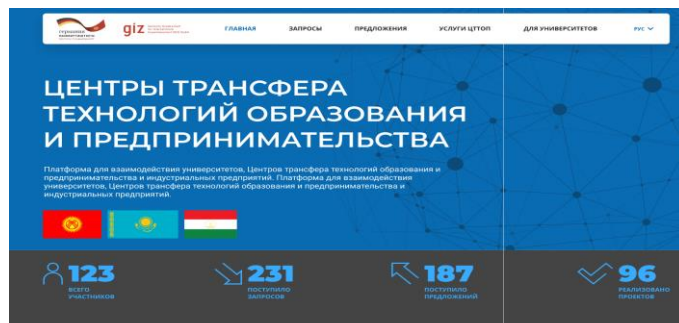 giz
ГЛАВНАЯ
ЗАПРОСЫ
ПРЕДЛОЖЕНИЯ
УСЛУГИ ЦТТОП
ДЛЯ УНИВЕРСИТЕТОВ
РУС
ЦЕНТРЫ ТРАНСФЕРА
ТЕХНОЛОГИЙ ОБРАЗОВАНИЯ
И ПРЕДПРИНИМАТЕЛЬСТВА
Платформа для взаимодействия университетов, Центров трансфера технологий образования и
предпринимательства и индустриальных предприятий. Платформа для взаимодействия
университетов, Центров трансфера технологий образования и предпринимательства и
индустриальных предприятий.
123
ВСЕГО
УЧАСТНИКОВ
231
ПОСТУПИЛО
ЗАПРОСОВ
187
ПОСТУПИЛО
ПРЕДЛОЖЕНИЙ
96
РЕАЛИЗОВАНО
ПРОЕКТОВ